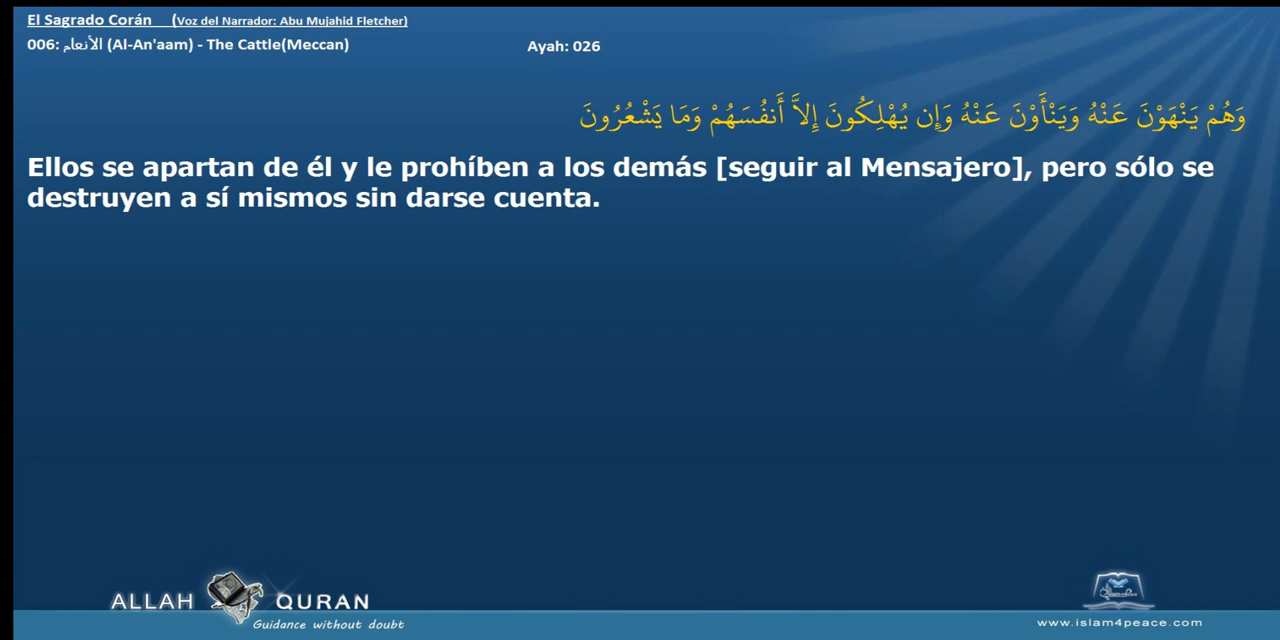 El Sagrado Corán (Voz del Narrador: Abu Mujahid Fletcher)
006: الأنعام (Al-An'aam) - The Cattle(Meccan)
Ayah: 026
وَهُمْ يَنْهَوْنَ عَنْهُ وَيَنْأَوْنَ عَنْهُ وَإِن يُهْلِكُونَ إِلاَّ أَنفُسَهُمْ وَمَا يَشْعُرُونَ
Ellos se apartan de él y le prohíben a los demás [seguir al Mensajero], pero sólo se
destruyen a sí mismos sin darse cuenta.
ALLAH QURAN
Guidance without doubt
www.islam4peace.com